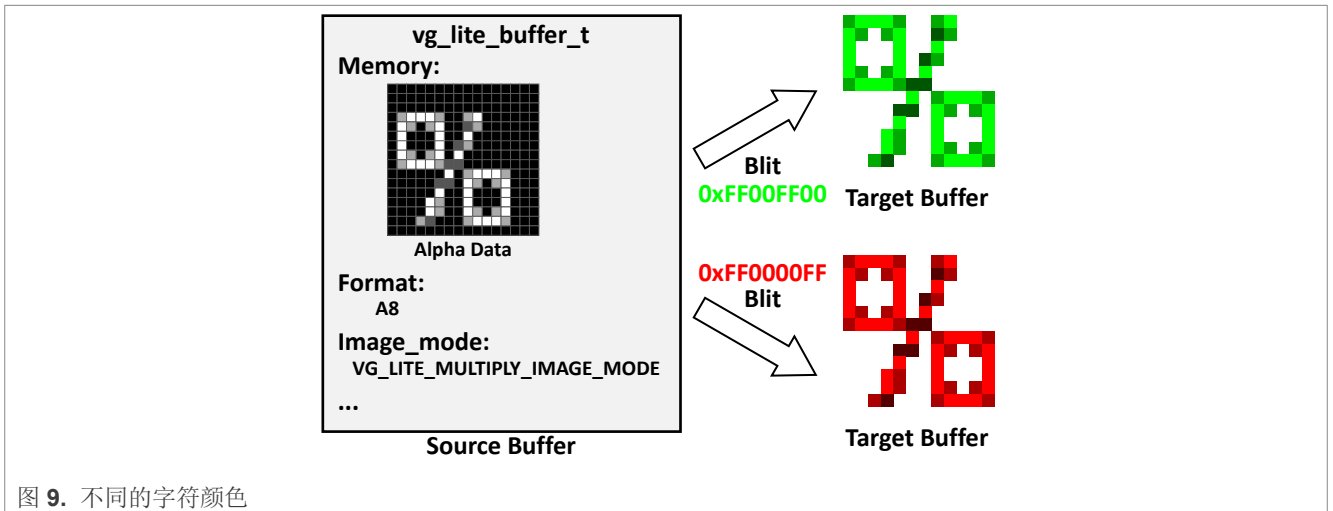 vg_lite_buffer_t
Memory:
Alpha Data
Format:
A8
Image_mode:
VG_LITE_MULTIPLY_IMAGE_MODE
...
Source Buffer
Blit
0xFF00FF00
Target Buffer
0xFF0000FF
Blit
Target Buffer
图 9. 不同的字符颜色